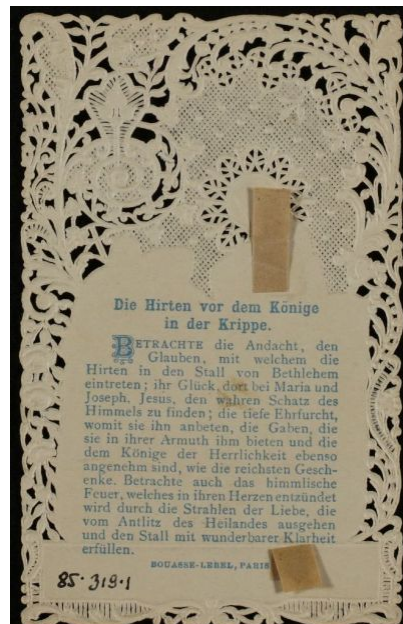 Die Hirten vor dem Könige
in der Krippe.
BETRACHTE die Andacht, den
Glauben, mit welchem die
Hirten in den Stall von Bethlehem
eintreten; ihr Glück, dort bei Maria und
Joseph, Jesus, den wahren Schatz des
Himmels zu finden; die tiefe Ehrfurcht,
womit sie ihn anbeten, die Gaben, die
sie in ihrer Armuth ihm bieten und die
dem Könige der Herrlichkeit ebenso
angenehm sind, wie die reichsten Gesch-
enke. Betrachte auch das himmlische
Feuer, welches in ihren Herzen entzündet
wird durch die Strahlen der Liebe, die
vom Antlitz des Heilandes ausgehen
und den Stall mit wunderbarer Klarheit
erfüllen.
BOUASSE-LEBEL, PARIS
85·319·1